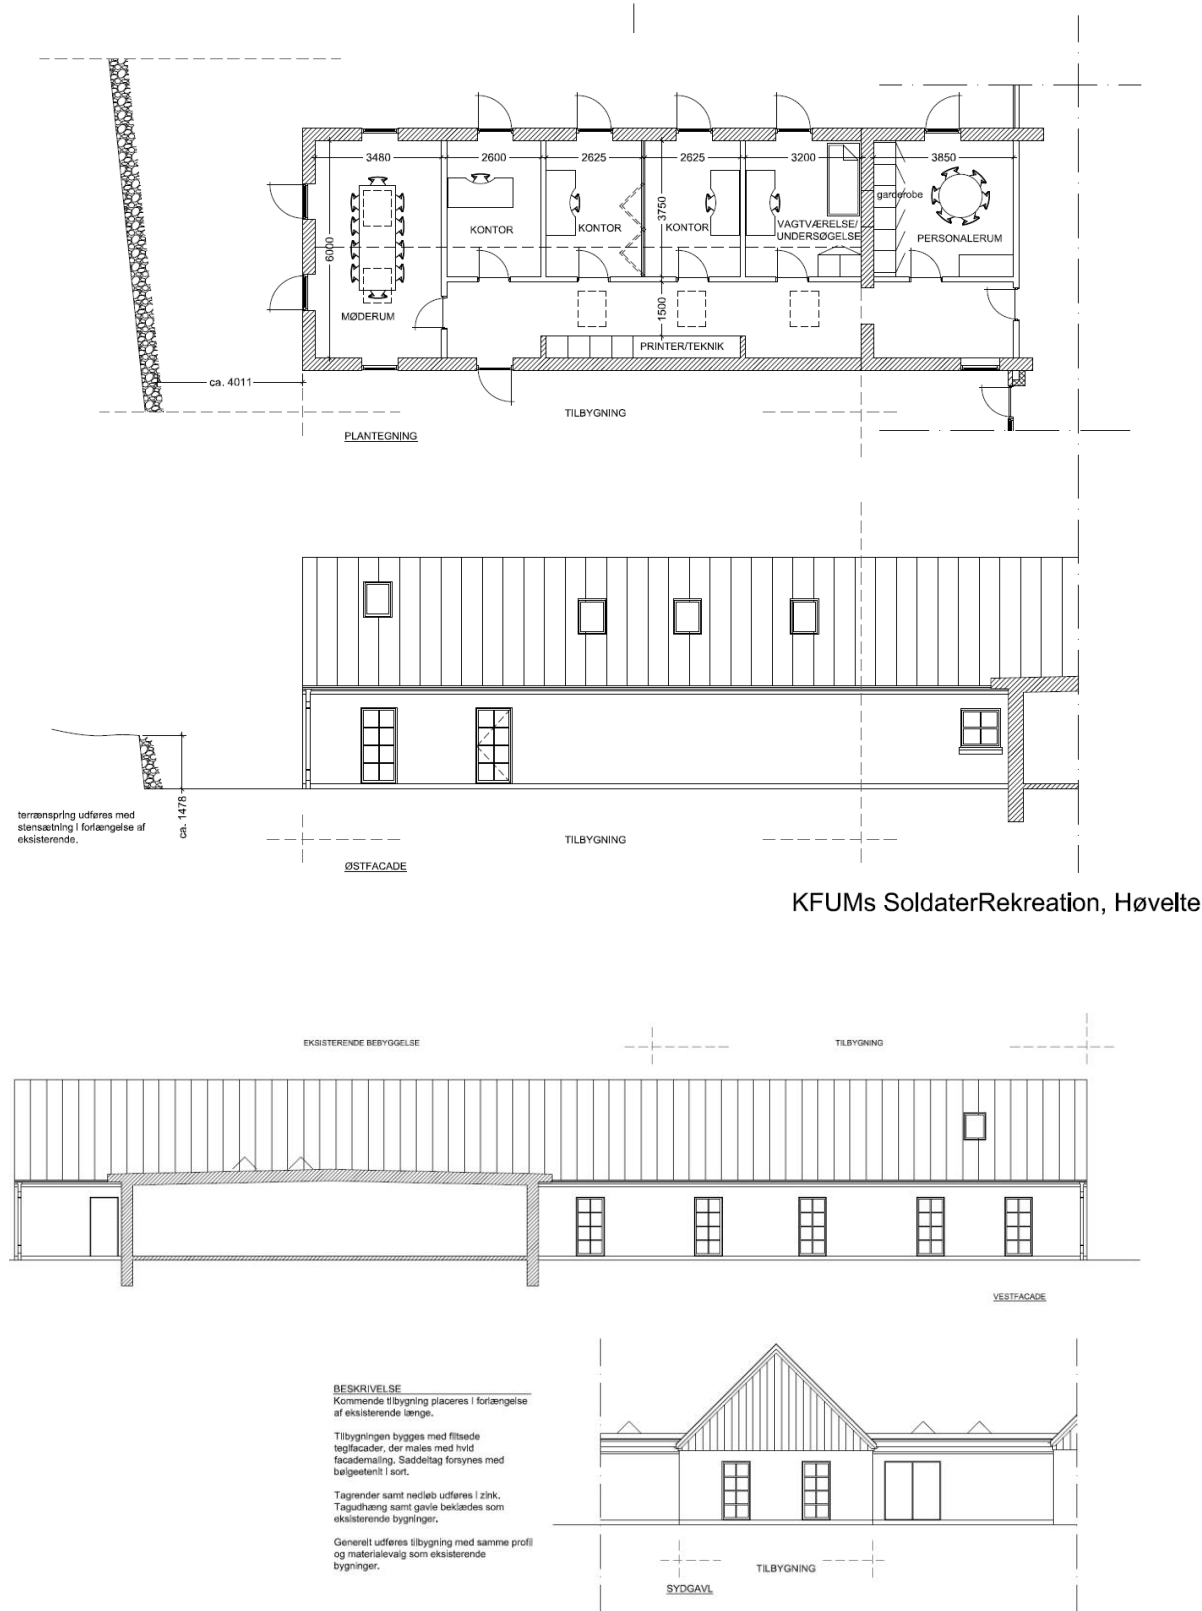 3480
2600
2625
2625
3200
3850
3750
6000
1500
garderobe
KONTOR
KONTOR
KONTOR
VAGTVÆRELSE/
UNDERSØGELSE
PERSONALERUM
MØDERUM
PRINTER/TEKNIK
ca. 4011
TILBYGNING
PLANTEGNING
terrænspring udføres med
stensætning i forlængelse af
eksisterende.
ca. 1478
TILBYGNING
ØSTFACADE
KFUMs SoldaterRekreation, Høvelte
EKSISTERENDE BEBYGGELSE
TILBYGNING
VESTFACADE
BESKRIVELSE
Kommende tilbygning placeres i forlængelse
af eksisterende længe.
Tilbygningen bygges med filtsede
teglfacader, der males med hvid
facademaling. Saddeltag forsynes med
bølgeetenit i sort.
Tagrender samt nedløb udføres i zink.
Tagudhæng samt gavle beklædes som
eksisterende bygninger.
Generelt udføres tilbygning med samme profil
og materialevalg som eksisterende
bygninger.
TILBYGNING
SYDGAVL